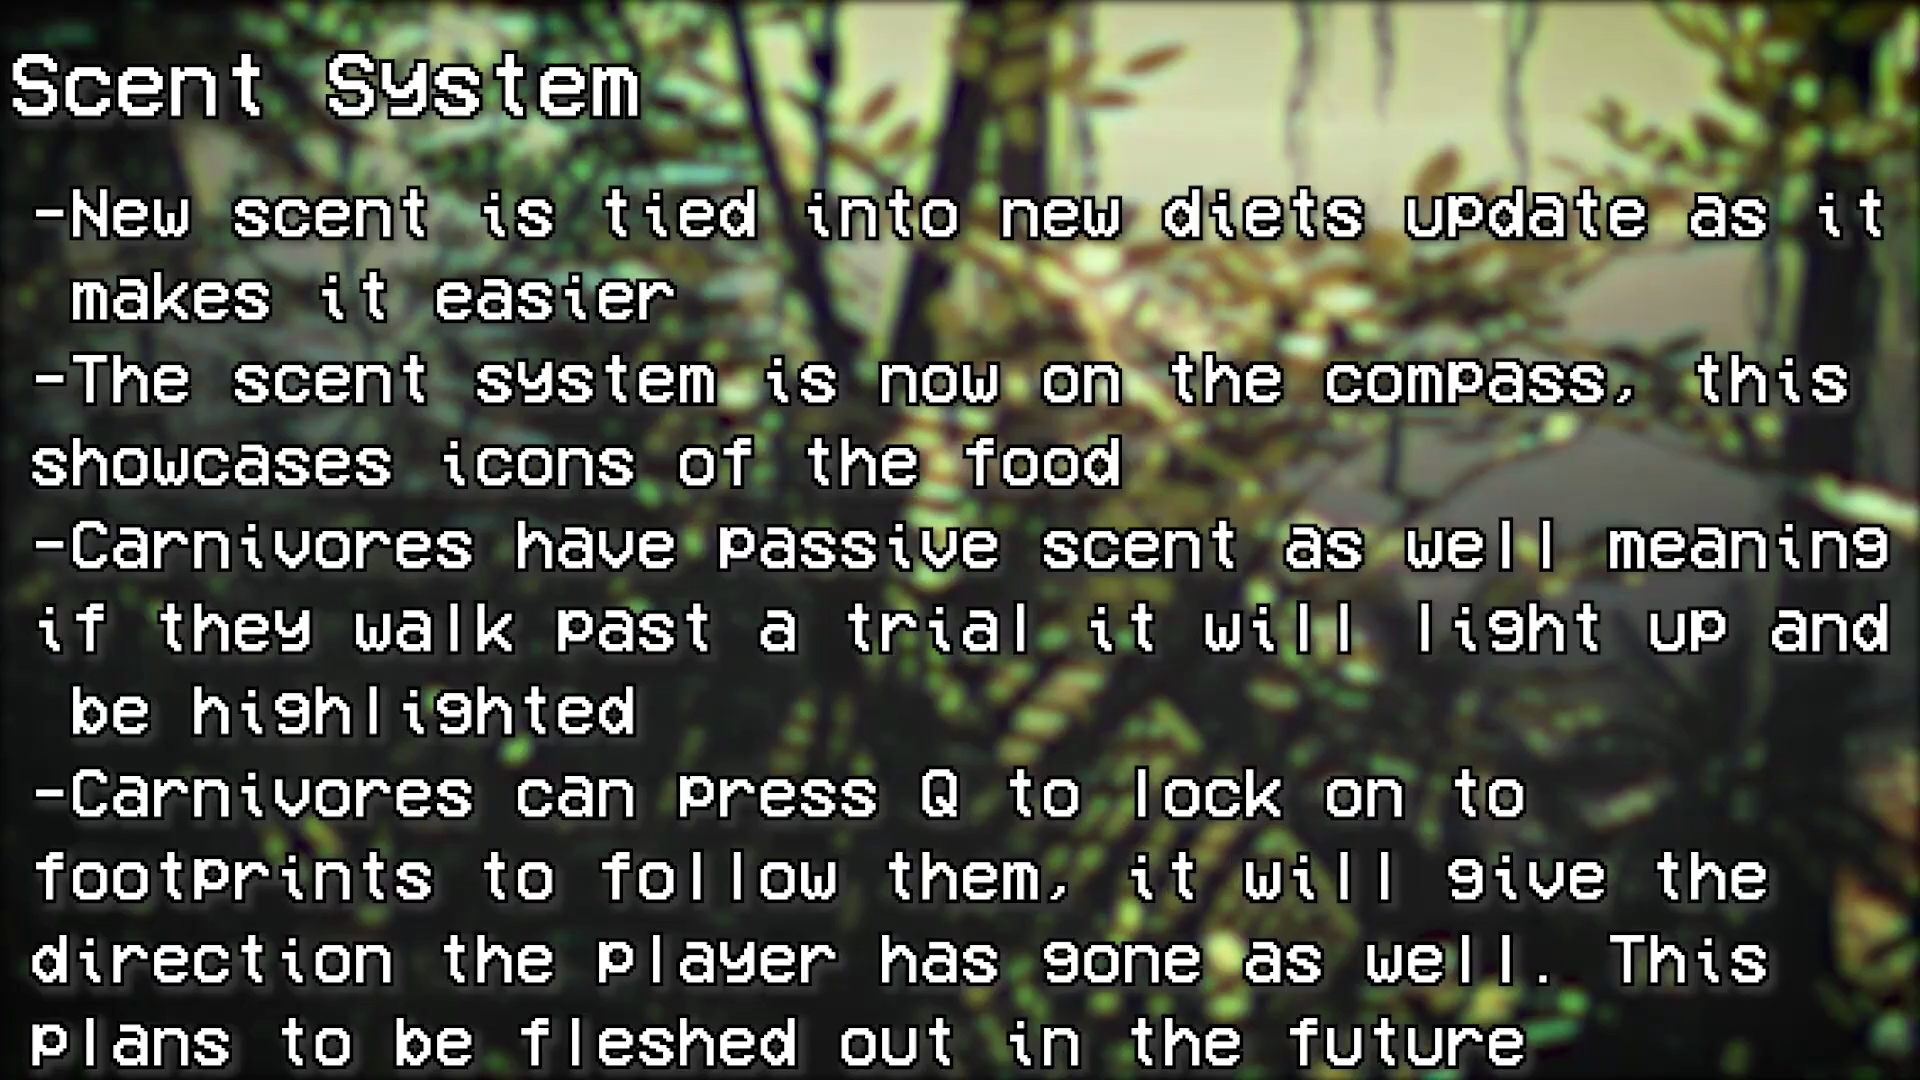 Scent System
-New scent is tied into new diets update as it
makes it easier
-The scent system is now on the compass, this
showcases icons of the food
-Carnivores have passive scent as well meaning
if they walk past a trial it will light up and
be highlighted
-Carnivores can press Q to lock on to
footprints to follow them, it will give the
direction the player has gone as well. This
plans to be fleshed out in the future